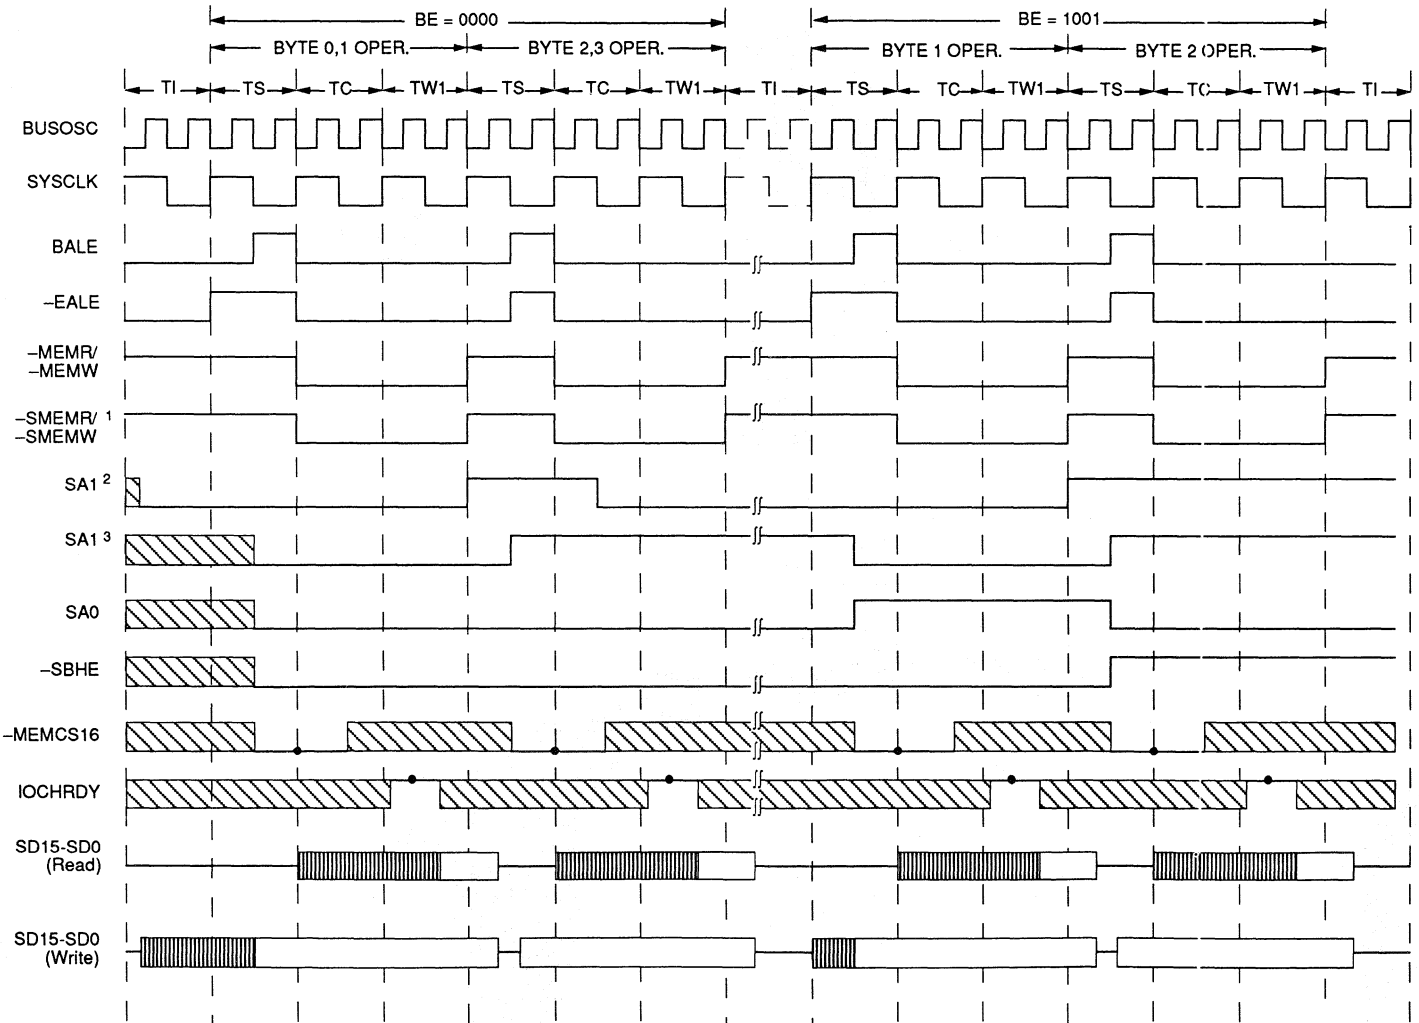 BE = 0000 BE = 1001
BYTE 0,1 OPER. BYTE 2,3 OPER. BYTE 1 OPER. BYTE 2 OPER.
TI TS TC TW1 TS TC TW1 TI TS TC TW1 TS TC TW1 TI
BUSOSC
SYSCLK
BALE
–EALE
–MEMR/
–MEMW
–SMEMR/ 1
–SMEMW
SA1 2
SA1 3
SA0
–SBHE
–MEMCS16
IOCHRDY
SD15-SD0
(Read)
SD15-SD0
(Write)